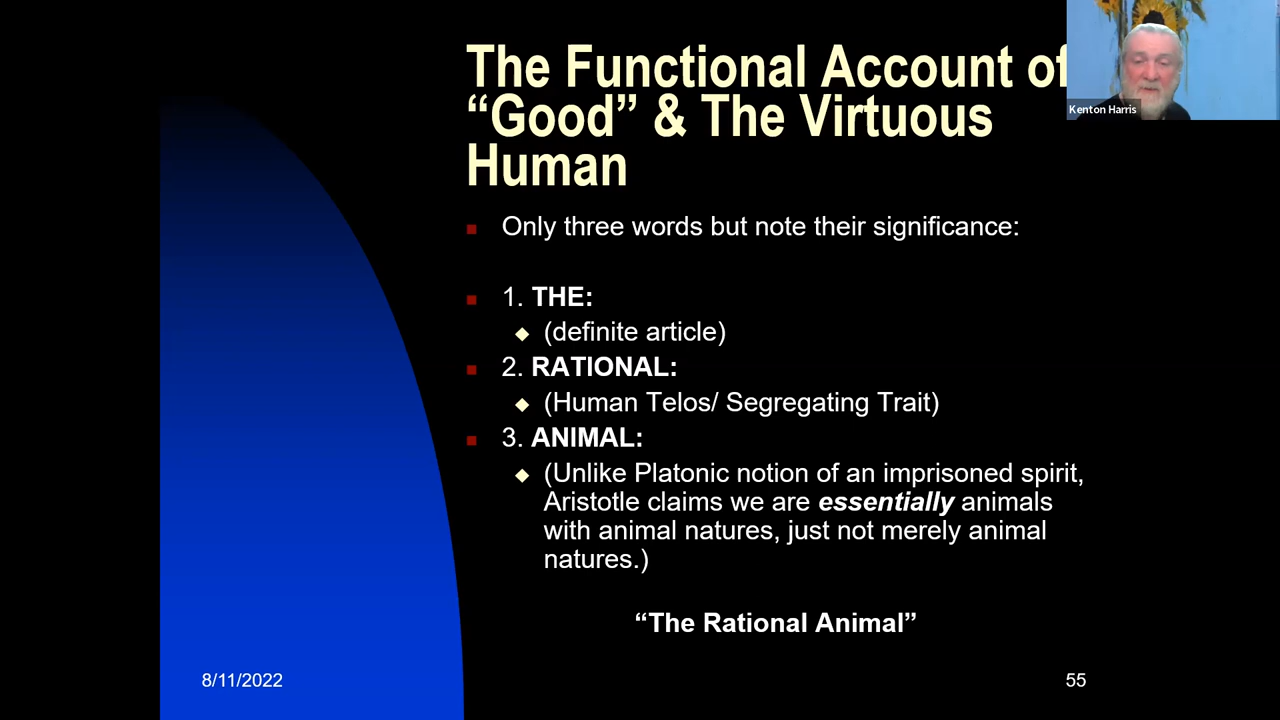 The Functional Account of
“Good” & The Virtuous
Human
Kenton Harris
Only three words but note their significance:
1. THE:
(definite article)
2. RATIONAL:
(Human Telos/ Segregating Trait)
3. ANIMAL:
(Unlike Platonic notion of an imprisoned spirit,
Aristotle claims we are essentially animals
with animal natures, just not merely animal
natures.)
“The Rational Animal”
8/11/2022
55